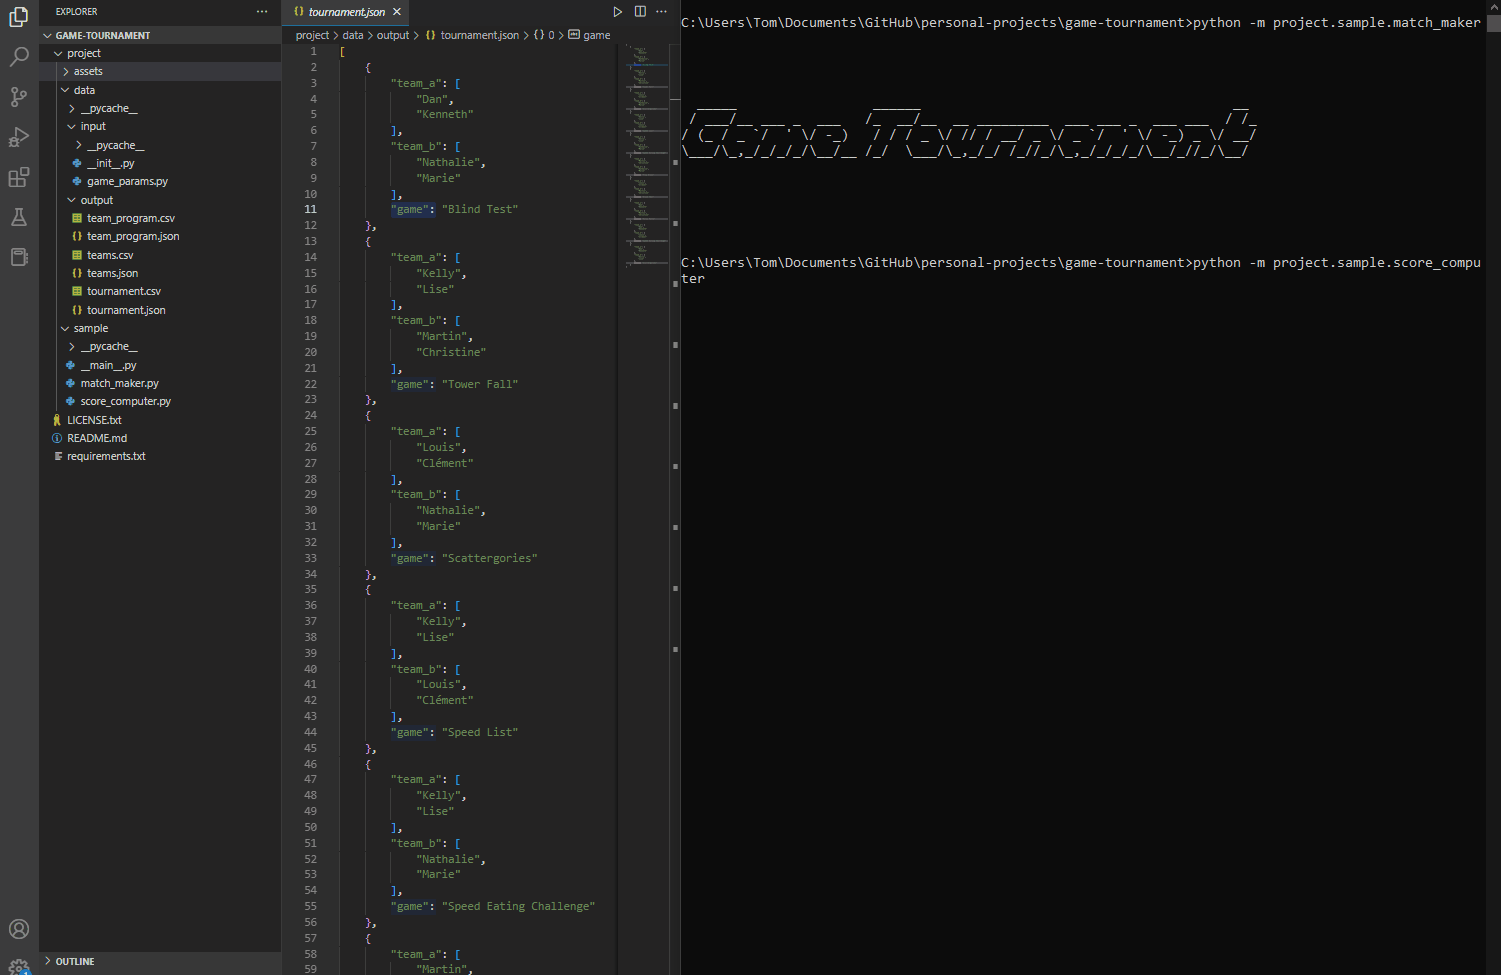 EXPLORER
GAME-TOURNAMENT
project
assets
data
__pycache__
input
__pycache__
__init__.py
game_params.py
output
team_program.csv
team_program.json
teams.csv
teams.json
tournament.csv
tournament.json
sample
__pycache__
__main__.py
match_maker.py
score_computer.py
LICENSE.txt
README.md
requirements.txt
OUTLINE
tournament.json
project > data > output > {} tournament.json > {} 0 > game
1 [
2 {
3 "team_a": [
4 "Dan",
5 "Kenneth"
6 ],
7 "team_b": [
8 "Nathalie",
9 "Marie"
10 ],
11 "game": "Blind Test"
12 },
13 {
14 "team_a": [
15 "Kelly",
16 "Lise"
17 ],
18 "team_b": [
19 "Martin",
20 "Christine"
21 ],
22 "game": "Tower Fall"
23 },
24 {
25 "team_a": [
26 "Louis",
27 "Clément"
28 ],
29 "team_b": [
30 "Nathalie",
31 "Marie"
32 ],
33 "game": "Scattergories"
34 },
35 {
36 "team_a": [
37 "Kelly",
38 "Lise"
39 ],
40 "team_b": [
41 "Louis",
42 "Clément"
43 ],
44 "game": "Speed List"
45 },
46 {
47 "team_a": [
48 "Kelly",
49 "Lise"
50 ],
51 "team_b": [
52 "Nathalie",
53 "Marie"
54 ],
55 "game": "Speed Eating Challenge"
56 },
57 {
58 "team_a": [
59 "Martin",
C:\Users\Tom\Documents\GitHub\personal-projects\game-tournament>python -m project.sample.match_maker
Game Tournament
C:\Users\Tom\Documents\GitHub\personal-projects\game-tournament>python -m project.sample.score_compu
ter